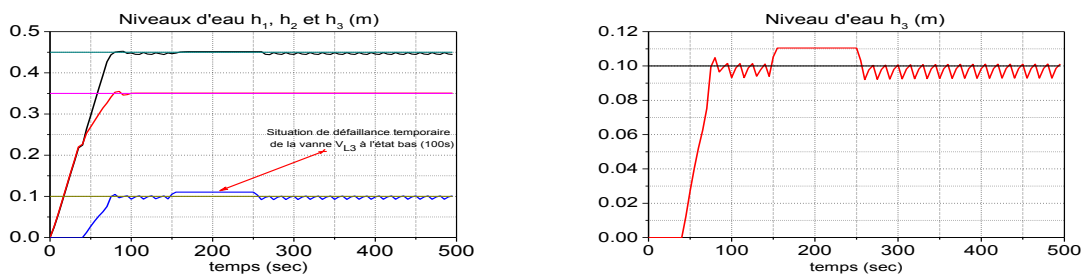 Niveaux d'eau h1, h2 et h3 (m)
0.5
0.4
0.3
0.2
0.1
0.0
Situation de défaillance temporaire
de la vanne VL3 à l'état bas (100s)
0 100 200 300 400 500
temps (sec)
Niveau d'eau h3 (m)
0.12
0.10
0.08
0.06
0.04
0.02
0.00
0 100 200 300 400 500
temps (sec)